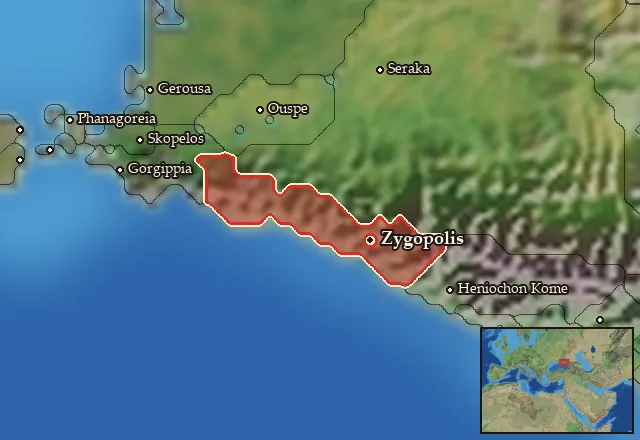 Seraka
Gerousa
Ouspe
Phanagoreia
Skopelos
Gorgippia
Zygopolis
Heniochon Kome